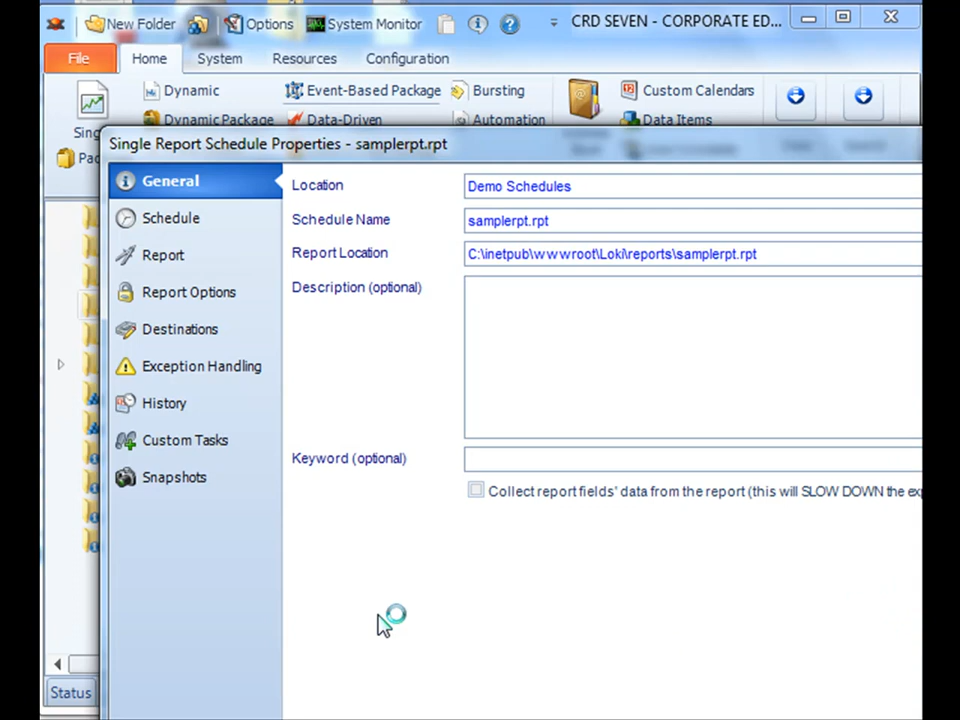 New Folder Options System Monitor CRD SEVEN - CORPORATE ED...
File Home System Resources Configuration
Dynamic Event-Based Package Bursting Custom Calendars
Dynamic Package Data-Driven Automation Data Items
Single Report Schedule Properties - samplerpt.rpt
General
Schedule
Report
Report Options
Destinations
Exception Handling
History
Custom Tasks
Snapshots
Location Demo Schedules
Schedule Name samplerpt.rpt
Report Location C:\inetpub\wwwroot\Loki\reports\samplerpt.rpt
Description (optional)
Keyword (optional)
Collect report fields' data from the report (this will SLOW DOWN the ex
Status